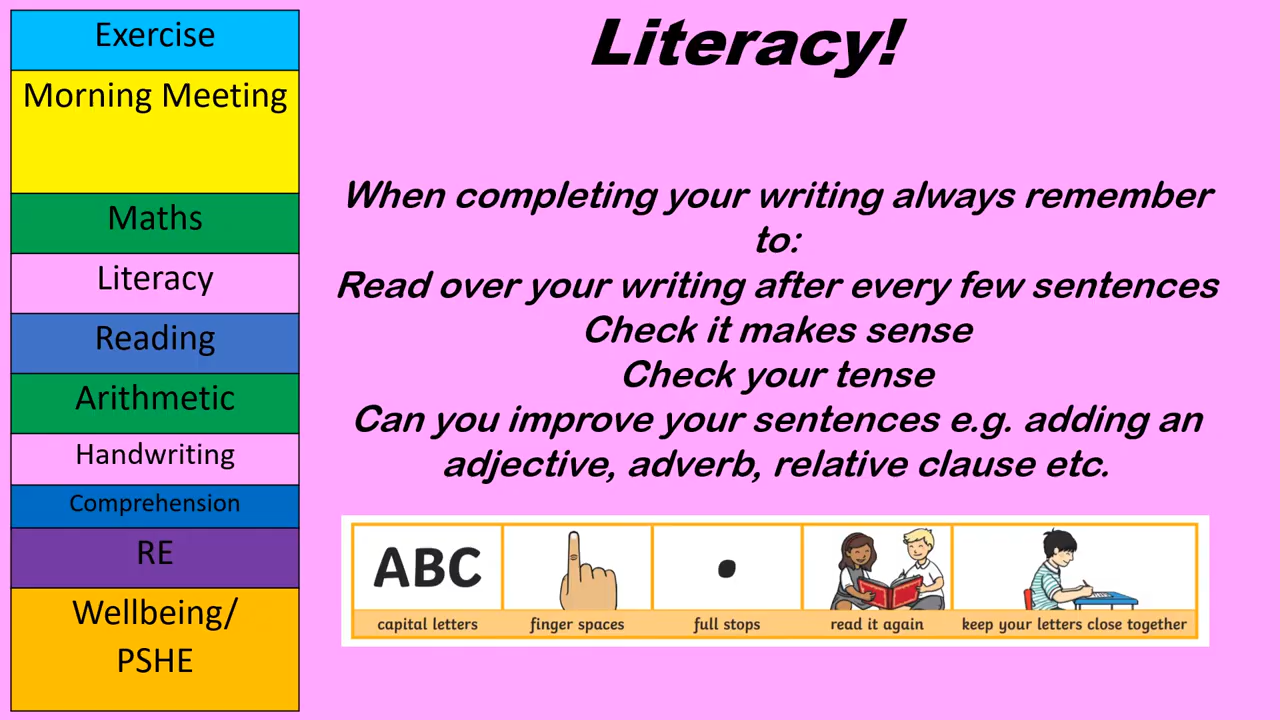 Exercise
Morning Meeting
Maths
Literacy
Reading
Arithmetic
Handwriting
Comprehension
RE
Wellbeing/
PSHE
Literacy!
When completing your writing always remember
to:
Read over your writing after every few sentences
Check it makes sense
Check your tense
Can you improve your sentences e.g. adding an
adjective, adverb, relative clause etc.
ABC
capital letters
finger spaces
full stops
read it again
keep your letters close together